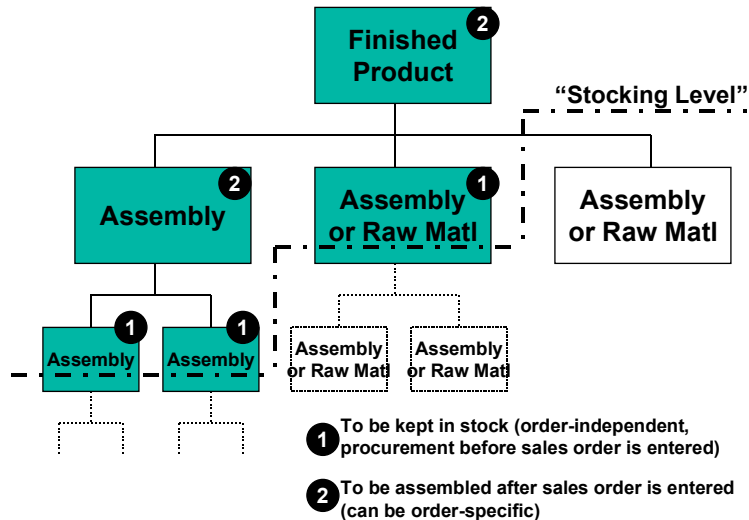 2
Finished
Product
“Stocking Level”
2
Assembly
1
Assembly
or Raw Matl
Assembly
or Raw Matl
1
Assembly
1
Assembly
Assembly
or Raw Matl
Assembly
or Raw Matl
1 To be kept in stock (order-independent,
procurement before sales order is entered)
2 To be assembled after sales order is entered
(can be order-specific)